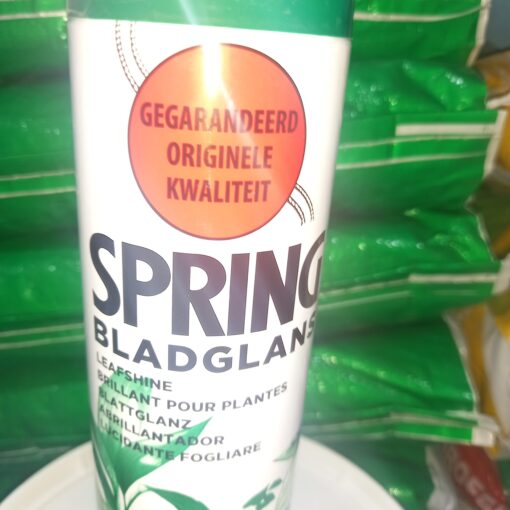 GEGARANDEERD
ORIGINELE
KWALITEIT
SPRING
BLADGLANS
LEAFSHINE
BRILLANT POUR PLANTES
BLATTGLANZ
ABRILLANTADOR
LUCIDANTE FOGLIARE